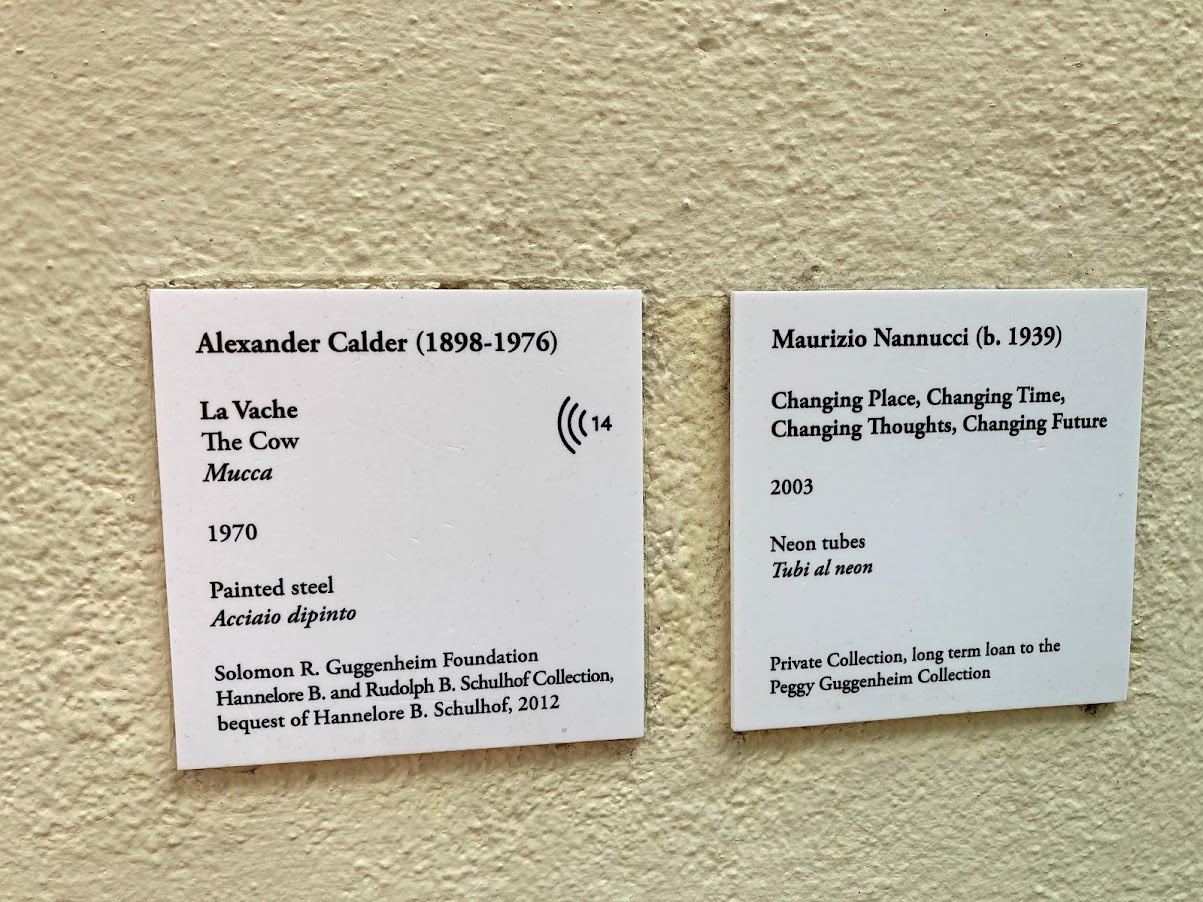 Alexander Calder (1898-1976)
La Vache
The Cow
Mucca
14
1970
Painted steel
Acciaio dipinto
Solomon R. Guggenheim Foundation
Hannelore B. and Rudolph B. Schulhof Collection,
bequest of Hannelore B. Schulhof, 2012
Maurizio Nannucci (b. 1939)
Changing Place, Changing Time,
Changing Thoughts, Changing Future
2003
Neon tubes
Tubi al neon
Private Collection, long term loan to the
Peggy Guggenheim Collection